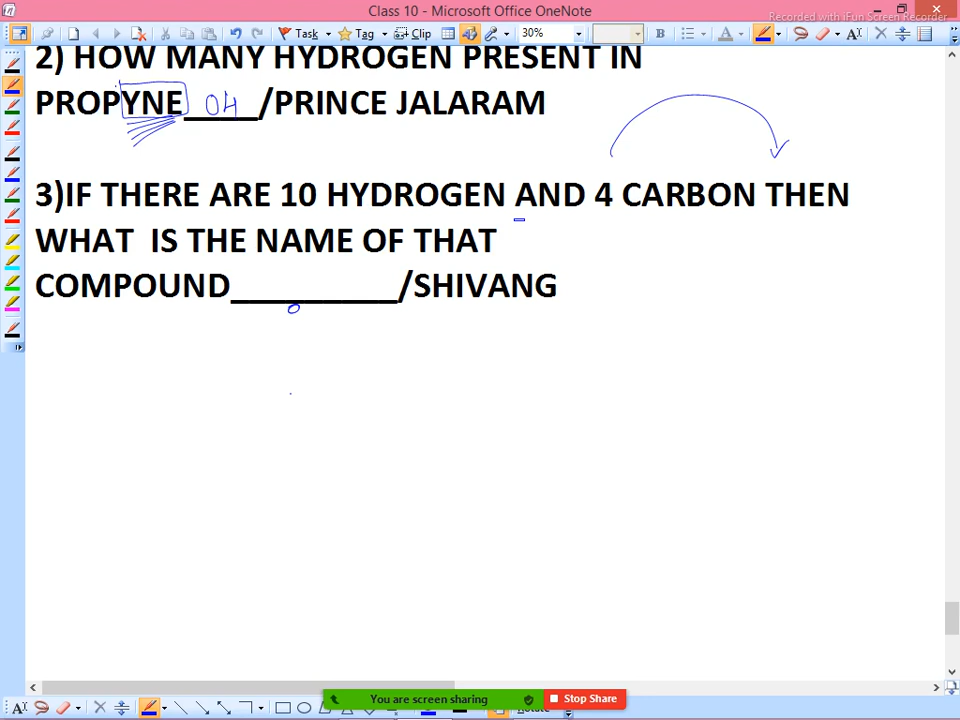 Class 10 - Microsoft Office OneNote
Recorded with iFun Screen Recorder
Task Tag Clip 30% B A
2) HOW MANY HYDROGEN PRESENT IN
PROPYNE 04/PRINCE JALARAM
3)IF THERE ARE 10 HYDROGEN AND 4 CARBON THEN
WHAT IS THE NAME OF THAT
COMPOUND__________/SHIVANG
You are screen sharing Stop Share